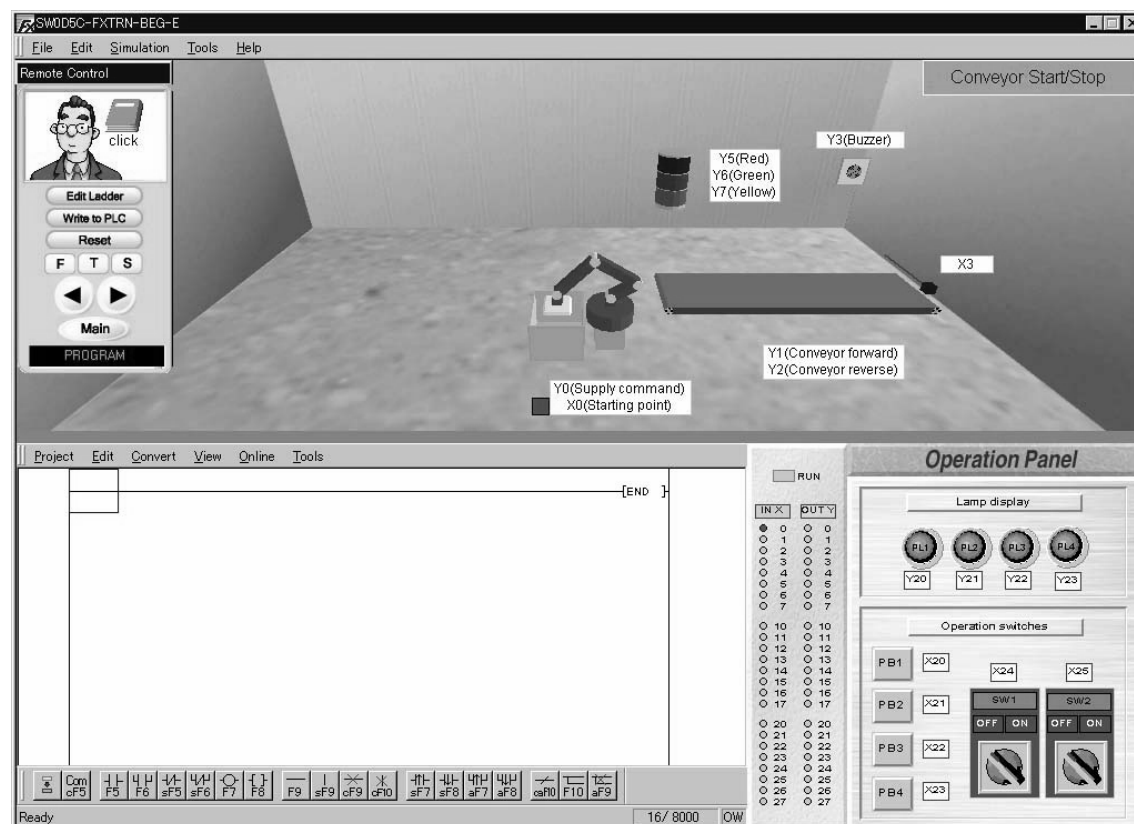 SW0D5C-FXTRN-BEG-E
File Edit Simulation Tools Help
Remote Control
click
Edit Ladder
Write to PLC
Reset
F T S
Main
PROGRAM
Conveyor Start/Stop
Y3(Buzzer)
Y5(Red)
Y6(Green)
Y7(Yellow)
X3
Y1(Conveyor forward)
Y2(Conveyor reverse)
Y0(Supply command)
X0(Starting point)
Project Edit Convert View Online Tools
[END ]
Com
cF5 F5 F6 sF5 sF6 F7 F8 F9 sF9 cF9 cF10 sF7 sF8 aF7 aF8 caF10 F10 aF9
Ready 16/ 8000 OW
RUN
IN X OUT Y
0 0
1 1
2 2
3 3
4 4
5 5
6 6
7 7
10 10
11 11
12 12
13 13
14 14
15 15
16 16
17 17
20 20
21 21
22 22
23 23
24 24
25 25
26 26
27 27
Operation Panel
Lamp display
PL1 PL2 PL3 PL4
Y20 Y21 Y22 Y23
Operation switches
PB1 X20
PB2 X21
PB3 X22
PB4 X23
X24 X25
SW1 SW2
OFF ON OFF ON